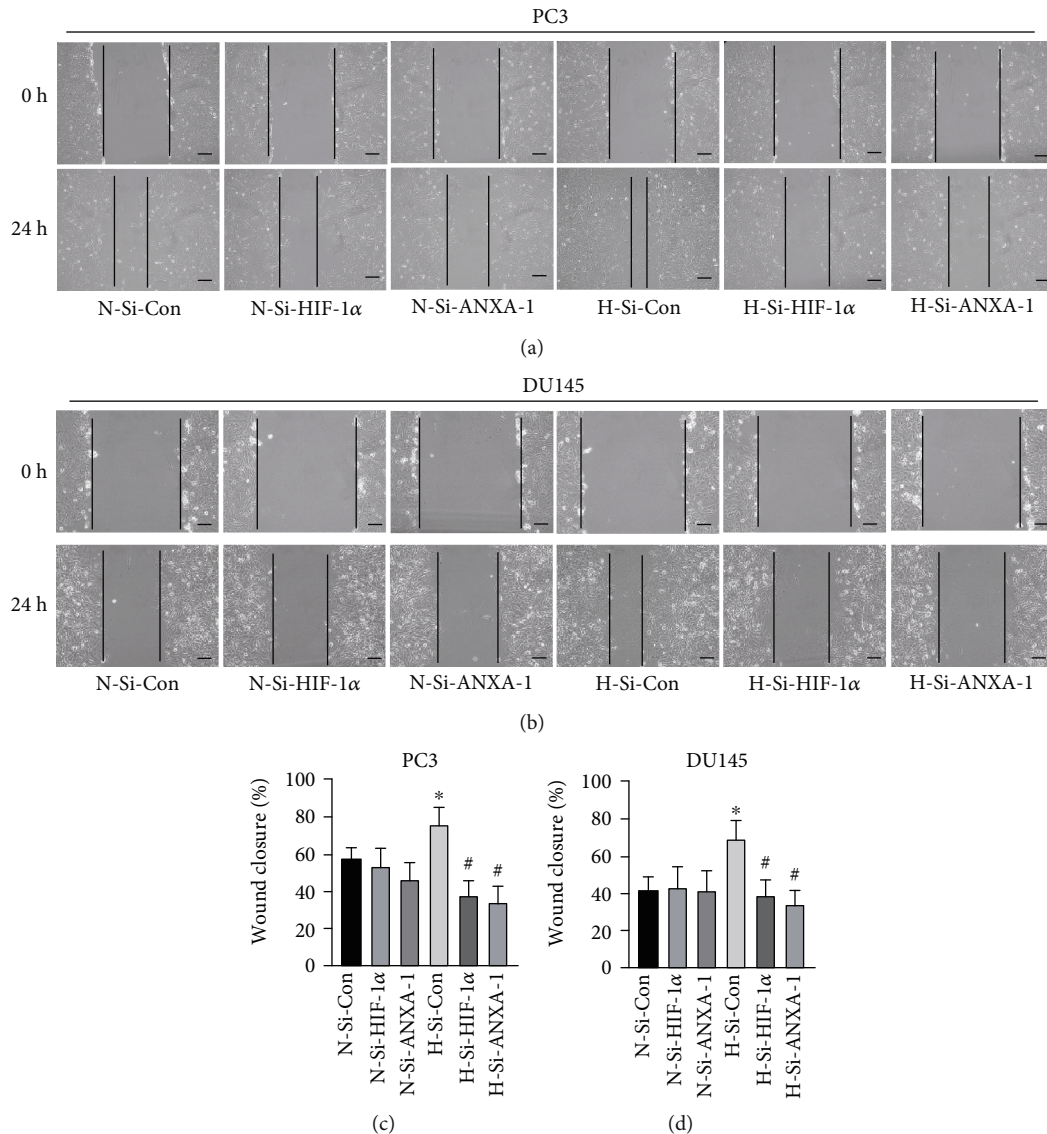 PC3
0 h
24 h
N-Si-Con N-Si-HIF-1α N-Si-ANXA-1 H-Si-Con H-Si-HIF-1α H-Si-ANXA-1
(a)
DU145
0 h
24 h
N-Si-Con N-Si-HIF-1α N-Si-ANXA-1 H-Si-Con H-Si-HIF-1α H-Si-ANXA-1
(b)
PC3
Wound closure (%)
100
80
60
40
20
0
*
#
#
N-Si-Con
N-Si-HIF-1α
N-Si-ANXA-1
H-Si-Con
H-Si-HIF-1α
H-Si-ANXA-1
(c)
DU145
Wound closure (%)
100
80
60
40
20
0
*
#
#
N-Si-Con
N-Si-HIF-1α
N-Si-ANXA-1
H-Si-Con
H-Si-HIF-1α
H-Si-ANXA-1
(d)